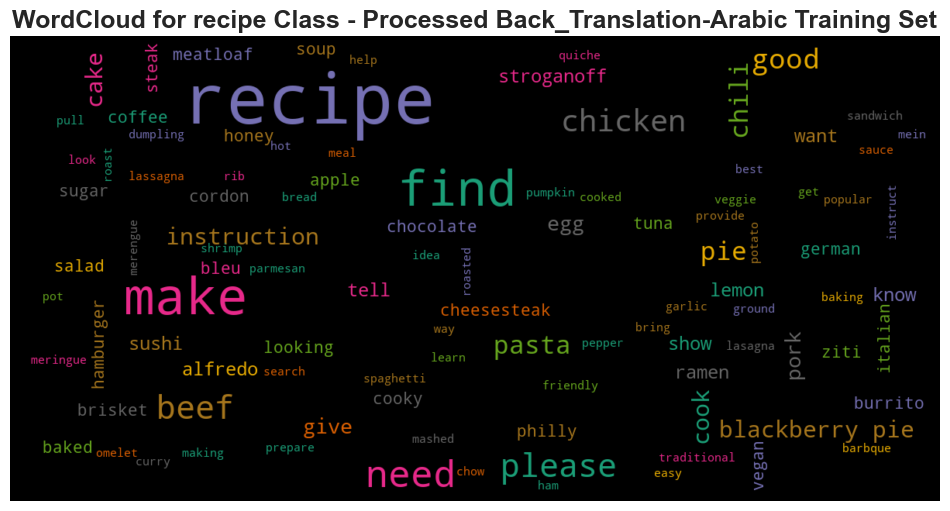 WordCloud for recipe Class - Processed Back_Translation-Arabic Training Set
cake
steak
meatloaf
soup
help
quiche
stroganoff
chili
good
recipe
pull
coffee
dumpling
honey
hot
chicken
want
sandwich
mein
sauce
look
roast
lassagna
rib
meal
best
sugar
cordon
bread
apple
find
pumpkin
cooked
veggie
get
popular
instruct
provide
merengue
instruction
shrimp
chocolate
egg
tuna
pie
potato
german
salad
bleu
parmesan
idea
roasted
pot
make
tell
lemon
garlic
ground
baking
know
hamburger
cheesesteak
way
bring
meringue
sushi
looking
learn
pasta
pepper
show
lasagna
pork
ziti
italian
alfredo
search
spaghetti
friendly
ramen
brisket
beef
cooky
cook
burrito
give
mashed
philly
blackberry pie
baked
omelet
curry
making
prepare
need
chow
please
ham
traditional
easy
vegan
barbque